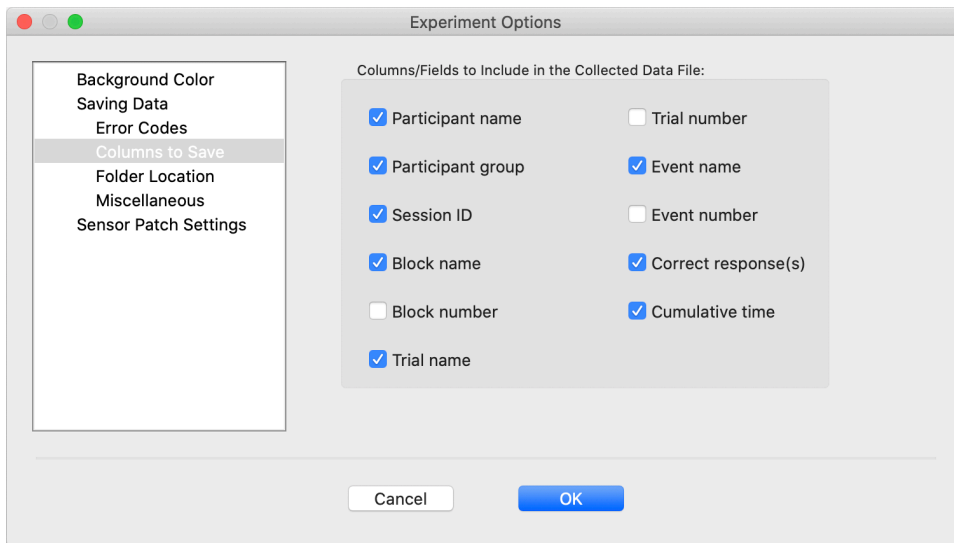 Experiment Options
Background Color
Saving Data
Error Codes
Columns to Save
Folder Location
Miscellaneous
Sensor Patch Settings
Columns/Fields to Include in the Collected Data File:
Participant name
Participant group
Session ID
Block name
Block number
Trial name
Trial number
Event name
Event number
Correct response(s)
Cumulative time
Cancel
OK